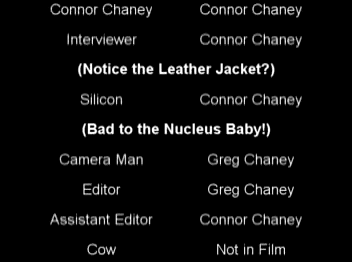 Connor Chaney Connor Chaney
Interviewer Connor Chaney
(Notice the Leather Jacket?)
Silicon Connor Chaney
(Bad to the Nucleus Baby!)
Camera Man Greg Chaney
Editor Greg Chaney
Assistant Editor Connor Chaney
Cow Not in Film